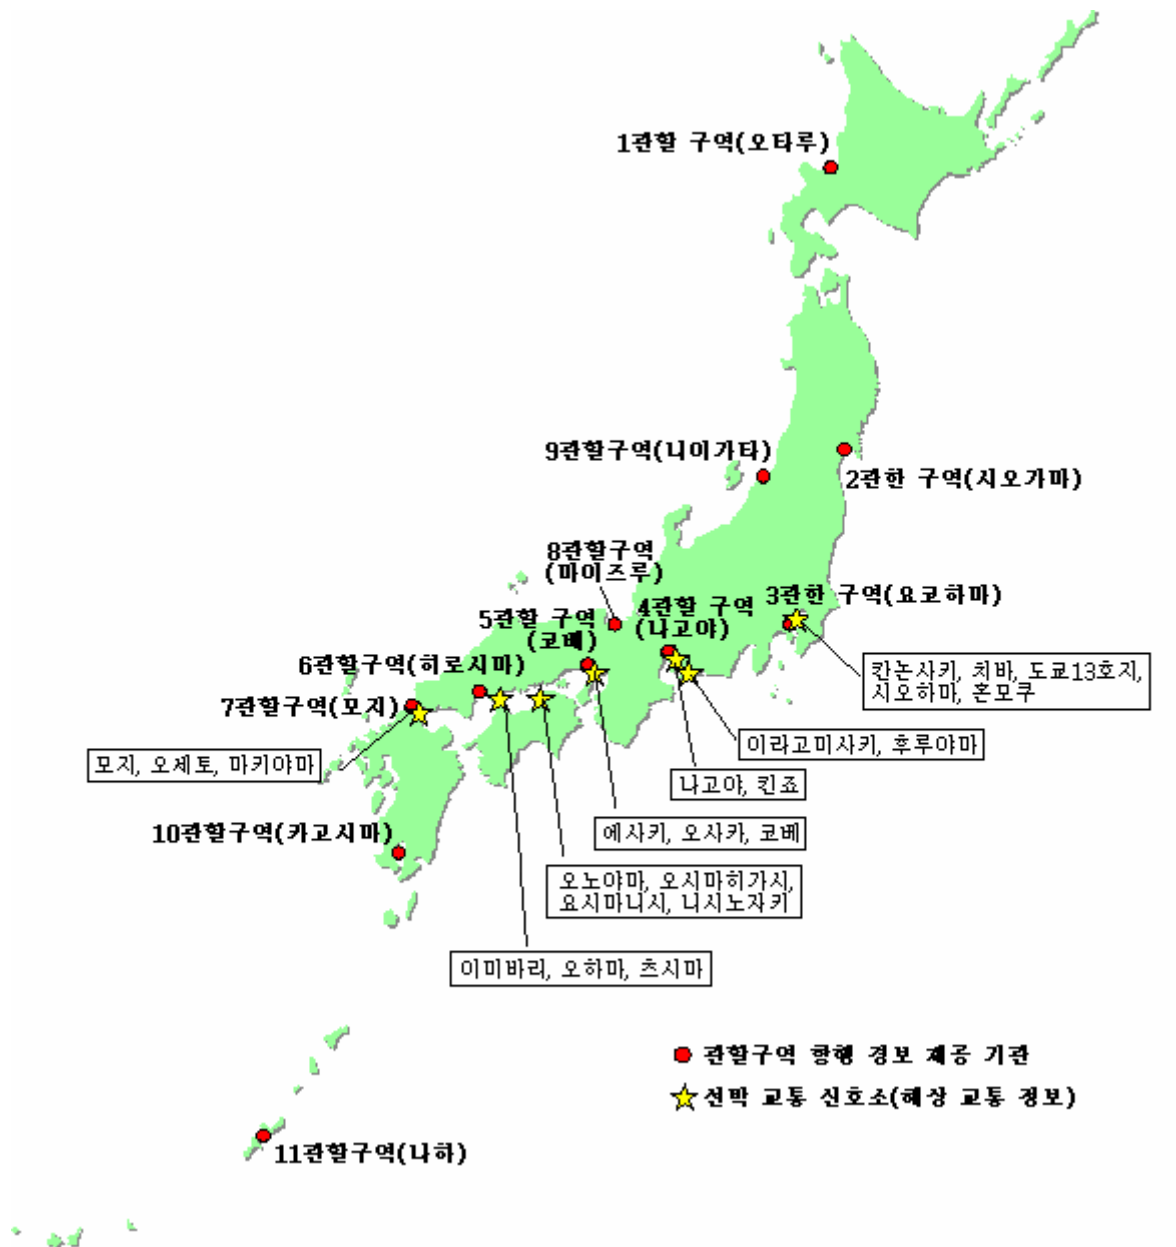 1관할 구역(오타루)
9관할구역(니이가타)
2관한 구역(시오가마)
8관할구역
(마이즈루)
3관한 구역(요코하마)
4관할 구역
(나고야)
5관할 구역
(코베)
6관할구역(히로시마)
7관할구역(모지)
칸논사키, 치바, 도쿄13호지,
시오하마, 혼모쿠
이라고미사키, 후루야마
모지, 오세토, 마키야마
나고야, 킨죠
에사키, 오사카, 코베
10관할구역(카고시마)
오노야마, 오시마히가시,
요시마니시, 니시노자키
이미바리, 오하마, 츠시마
관할구역 항행 경보 제공 기관
선박 교통 신호소(해상 교통 정보)
11관할구역(나하)